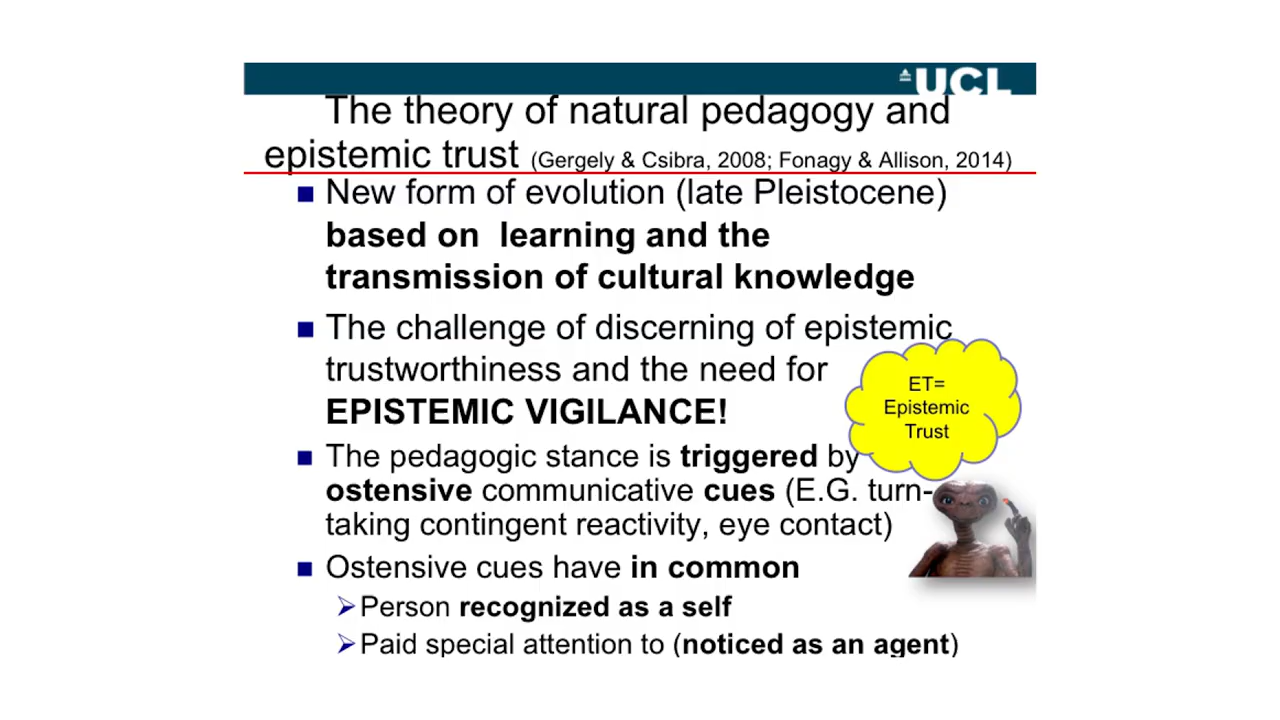 UCL
The theory of natural pedagogy and
epistemic trust (Gergely & Csibra, 2008; Fonagy & Allison, 2014)
New form of evolution (late Pleistocene)
based on learning and the
transmission of cultural knowledge
The challenge of discerning of epistemic
trustworthiness and the need for
EPISTEMIC VIGILANCE!
ET=
Epistemic
Trust
The pedagogic stance is triggered by
ostensive communicative cues (E.G. turn-
taking contingent reactivity, eye contact)
Ostensive cues have in common
Person recognized as a self
Paid special attention to (noticed as an agent)